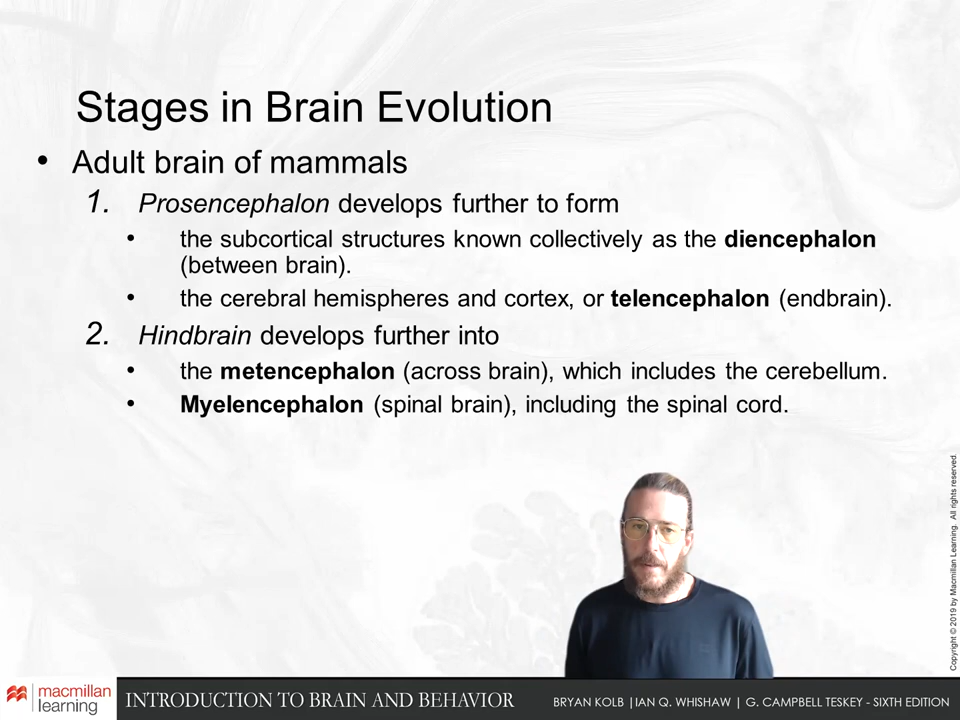 Stages in Brain Evolution
• Adult brain of mammals
1. Prosencephalon develops further to form
• the subcortical structures known collectively as the diencephalon
(between brain).
• the cerebral hemispheres and cortex, or telencephalon (endbrain).
2. Hindbrain develops further into
• the metencephalon (across brain), which includes the cerebellum.
• Myelencephalon (spinal brain), including the spinal cord.
Copyright © 2019 by Macmillan Learning. All rights reserved.
macmillan
learning
INTRODUCTION TO BRAIN AND BEHAVIOR
BRYAN KOLB |IAN Q. WHISHAW | G. CAMPBELL TESKEY - SIXTH EDITION